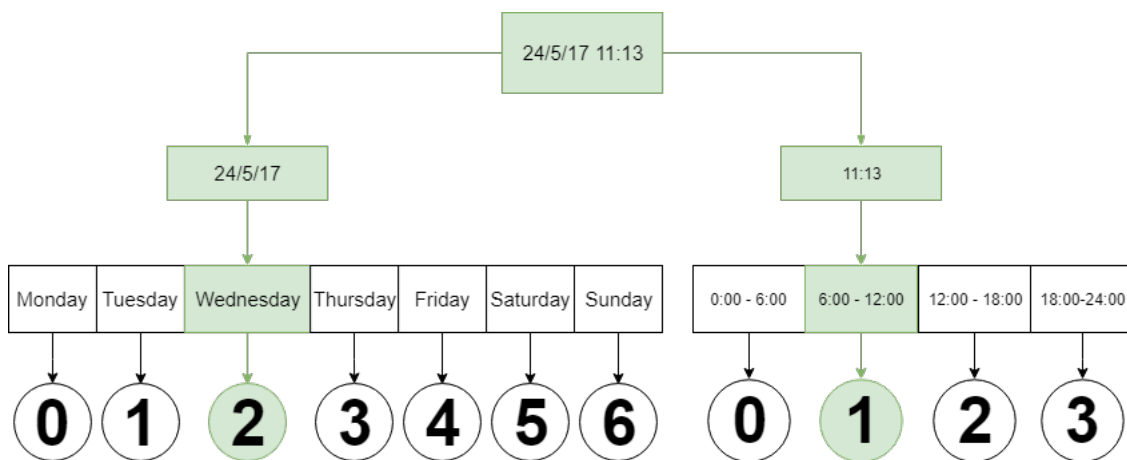 24/5/17 11:13
24/5/17
11:13
Monday Tuesday Wednesday Thursday Friday Saturday Sunday
0:00 - 6:00 6:00 - 12:00 12:00 - 18:00 18:00-24:00
0 1 2 3 4 5 6
0 1 2 3